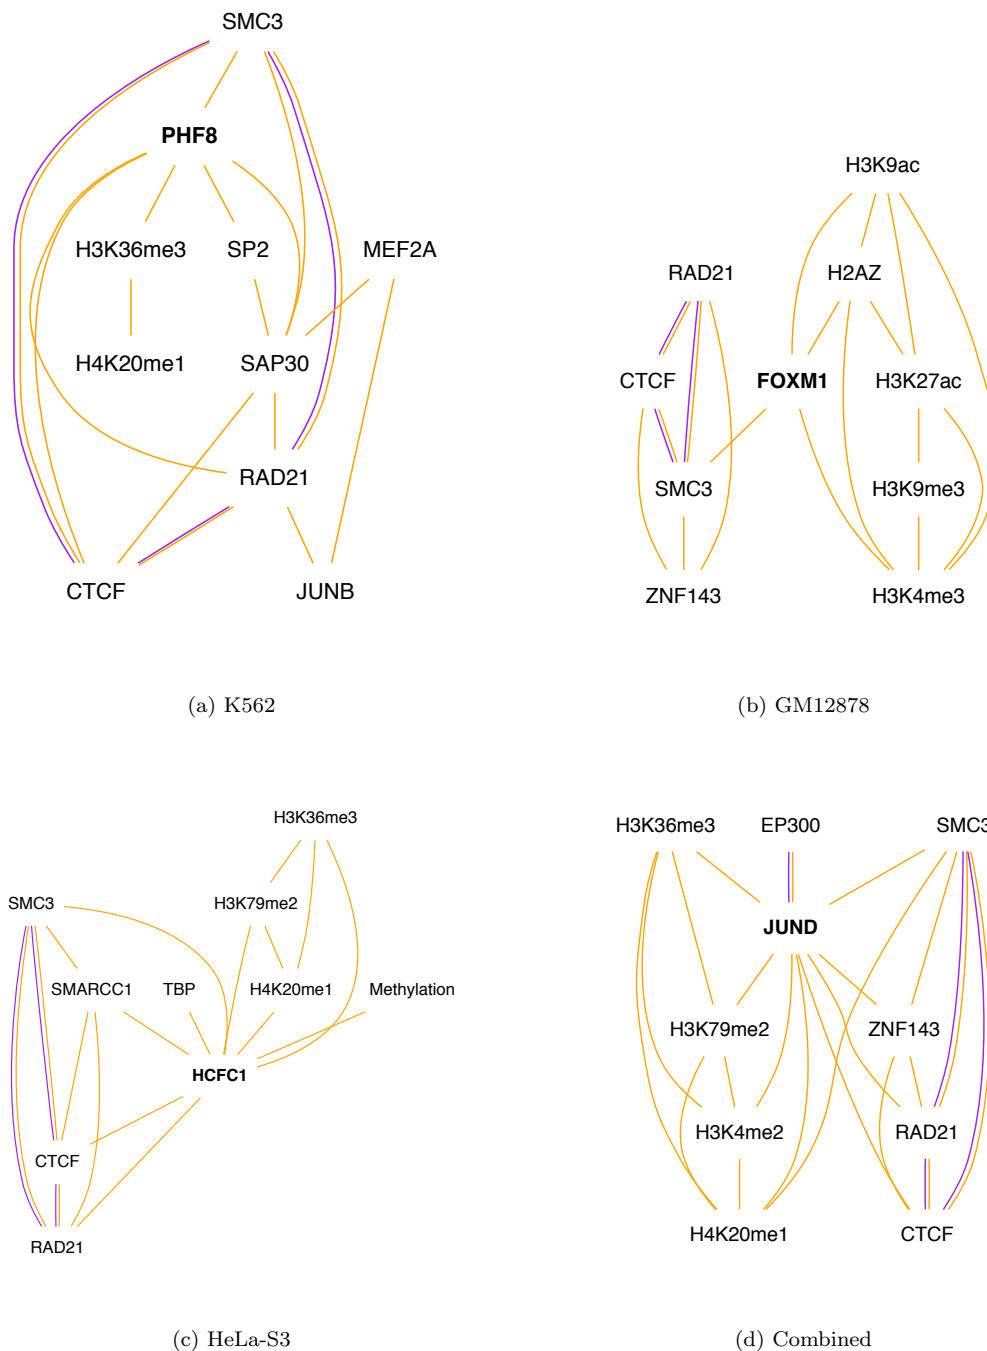 SMC3
PHF8
H3K36me3
SP2
MEF2A
H4K20me1
SAP30
RAD21
CTCF
JUNB
(a) K562
H3K9ac
RAD21
H2AZ
CTCF
FOXM1
H3K27ac
SMC3
H3K9me3
ZNF143
H3K4me3
(b) GM12878
H3K36me3
SMC3
H3K79me2
SMARCC1
TBP
H4K20me1
Methylation
HCFC1
CTCF
RAD21
(c) HeLa-S3
H3K36me3
EP300
SMC3
JUND
H3K79me2
ZNF143
H3K4me2
RAD21
H4K20me1
CTCF
(d) Combined